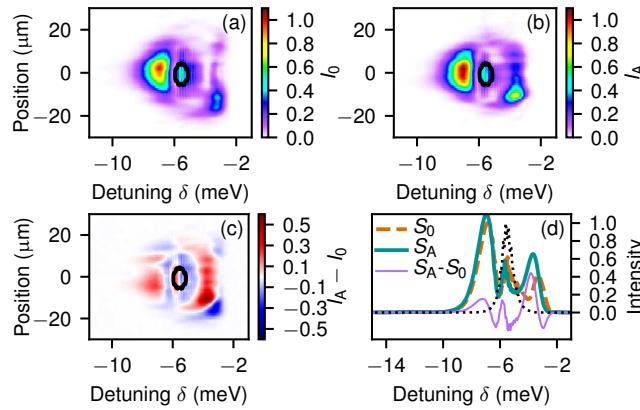 (a)
20
0
−20
Position (μm)
−10
−6
−2
Detuning δ (meV)
1.0
0.8
0.6
0.4
0.2
0.0
I₀
(b)
20
0
−20
−10
−6
−2
Detuning δ (meV)
1.0
0.8
0.6
0.4
0.2
0.0
I_A
(c)
20
0
−20
Position (μm)
−10
−6
−2
Detuning δ (meV)
0.5
0.3
0.1
−0.1
−0.3
−0.5
I_A − I₀
(d)
S₀
S_A
S_A-S₀
1.0
0.8
0.6
0.4
0.2
0.0
Intensity
−14
−10
−6
−2
Detuning δ (meV)